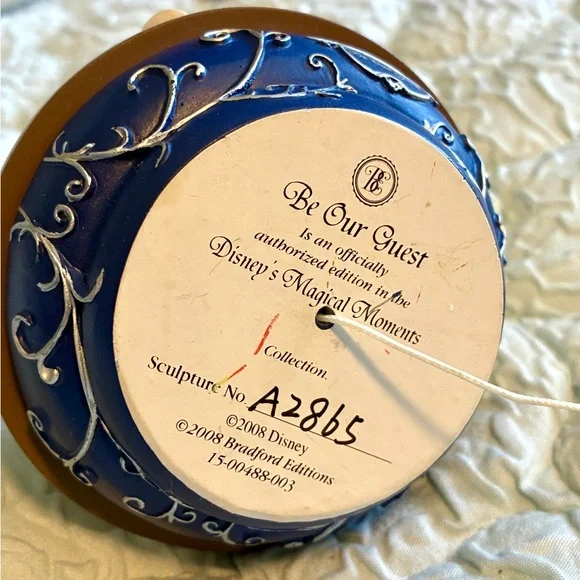 BE
Be Our Guest
Is an officially
authorized edition in the
Disney's Magical Moments
Collection.
Sculpture No. A2865
©2008 Disney
©2008 Bradford Editions
15-00488-003